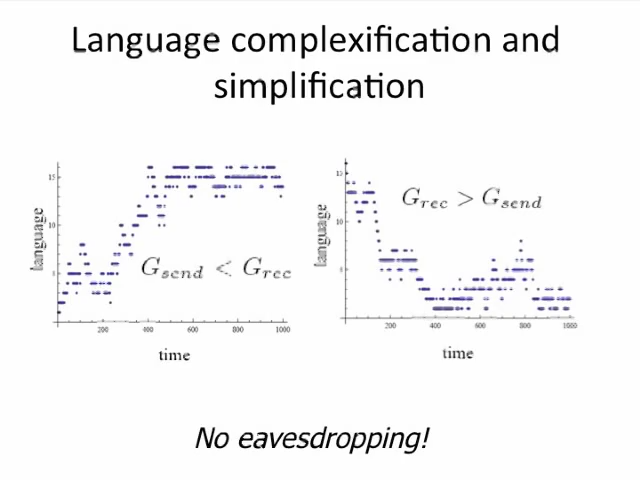 Language complexification and
simplification
language
15
10
5
200
400
600
800
1000
time
G_send < G_rec
language
15
10
5
200
400
600
800
1000
time
G_rec > G_send
No eavesdropping!